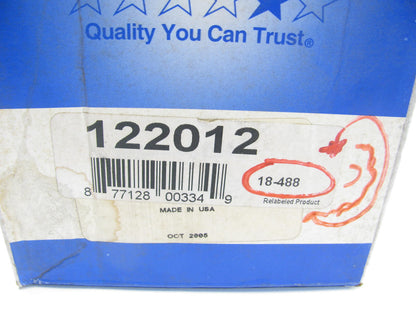 Quality You Can Trust®
122012
18-488
8 77128 00334 9
Relabeled Product
MADE IN USA
OCT 2005